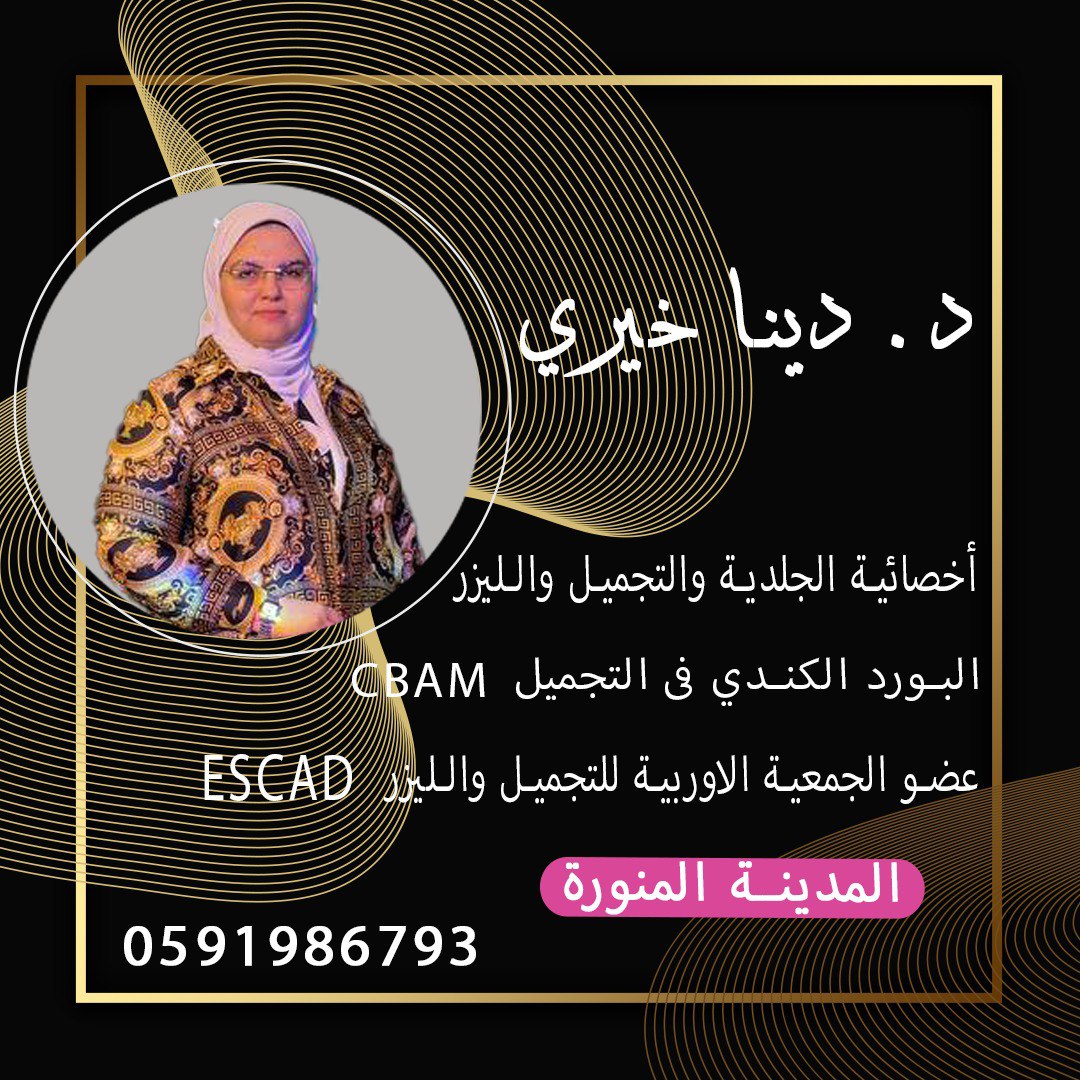 د. دينا خيري
أخصائية الجلدية والتجميل والليزر
البورد الكندي فى التجميل CBAM
عضو الجمعية الاوربية للتجميل والليزر ESCAD
المدينة المنورة
0591986793